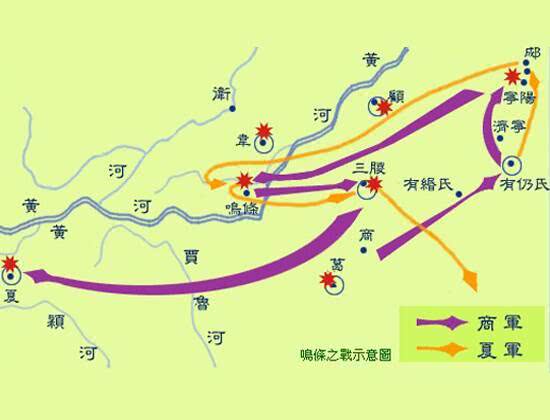 黃
河
郕
寧陽
顧
濟寧
衛
河
韋
三朡
有緡氏
有仍氏
鳴條
黃
河
黃
商
賈
魯
河
葛
夏
潁
河
商軍
夏軍
鳴條之戰示意圖